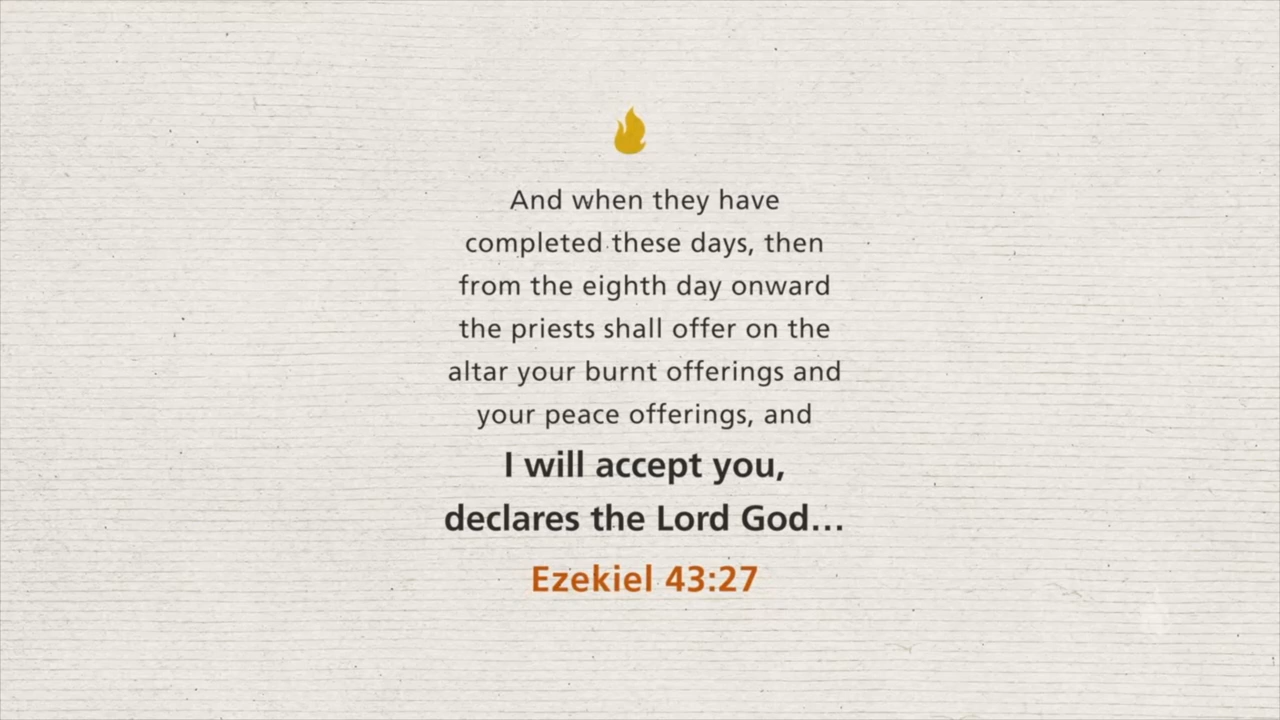 And when they have
completed these days, then
from the eighth day onward
the priests shall offer on the
altar your burnt offerings and
your peace offerings, and
I will accept you,
declares the Lord God...
Ezekiel 43:27